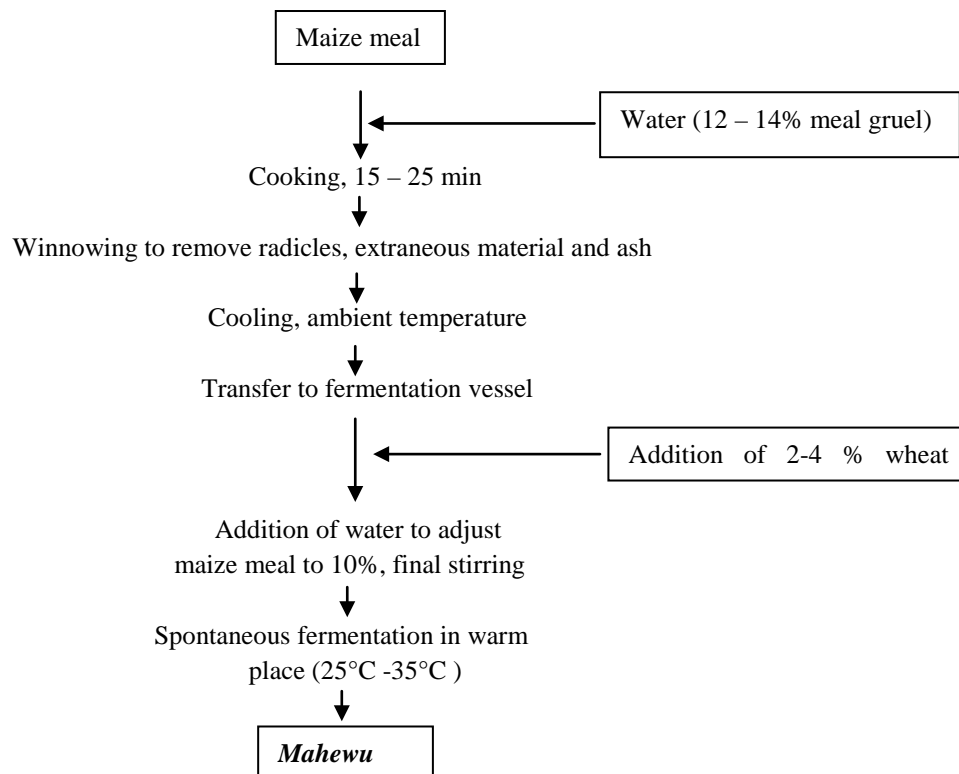 Maize meal
Water (12 – 14% meal gruel)
Cooking, 15 – 25 min
Winnowing to remove radicles, extraneous material and ash
Cooling, ambient temperature
Transfer to fermentation vessel
Addition of 2-4 % wheat
Addition of water to adjust
maize meal to 10%, final stirring
Spontaneous fermentation in warm
place (25°C -35°C )
Mahewu